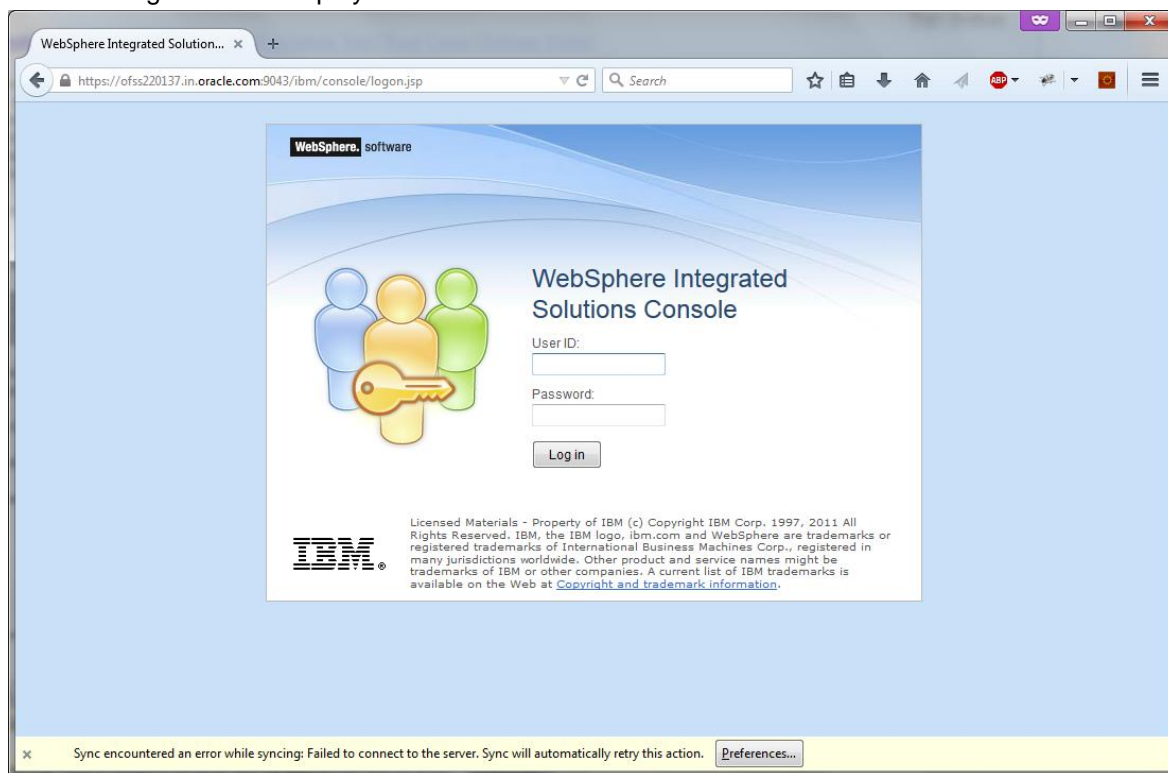 WebSphere Integrated Solution...
https://ofss220137.in.oracle.com:9043/ibm/console/logon.jsp
Search
ABP
WebSphere. software
WebSphere Integrated
Solutions Console
User ID:
Password:
Log in
IBM®
Licensed Materials - Property of IBM (c) Copyright IBM Corp. 1997, 2011 All
Rights Reserved. IBM, the IBM logo, ibm.com and WebSphere are trademarks or
registered trademarks of International Business Machines Corp., registered in
many jurisdictions worldwide. Other product and service names might be
trademarks of IBM or other companies. A current list of IBM trademarks is
available on the Web at Copyright and trademark information.
Sync encountered an error while syncing: Failed to connect to the server. Sync will automatically retry this action. Preferences...